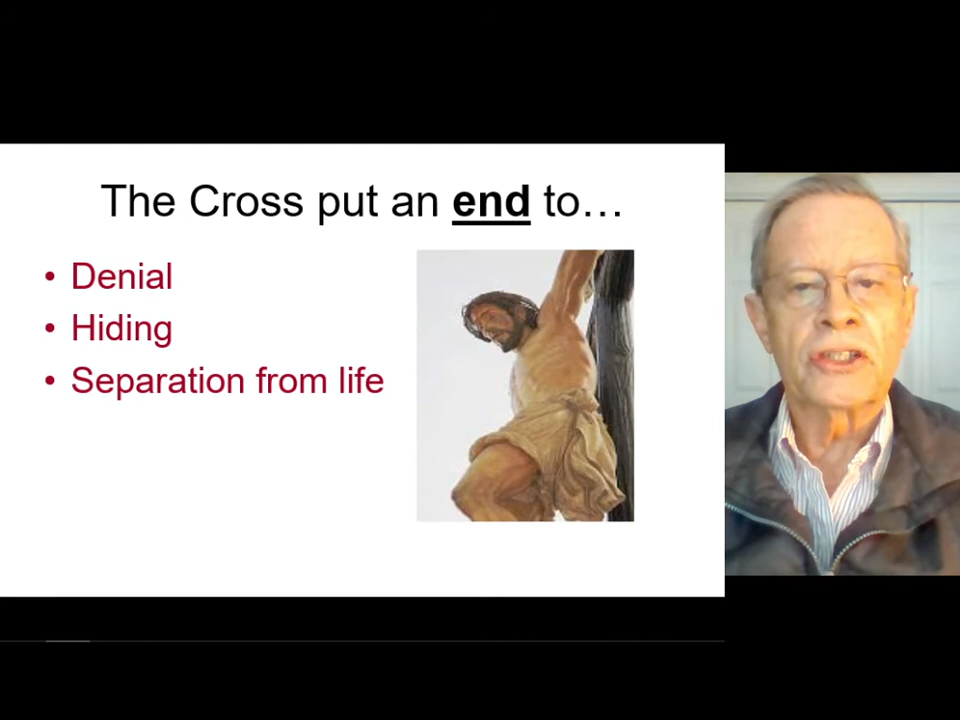 The Cross put an end to…
• Denial
• Hiding
• Separation from life